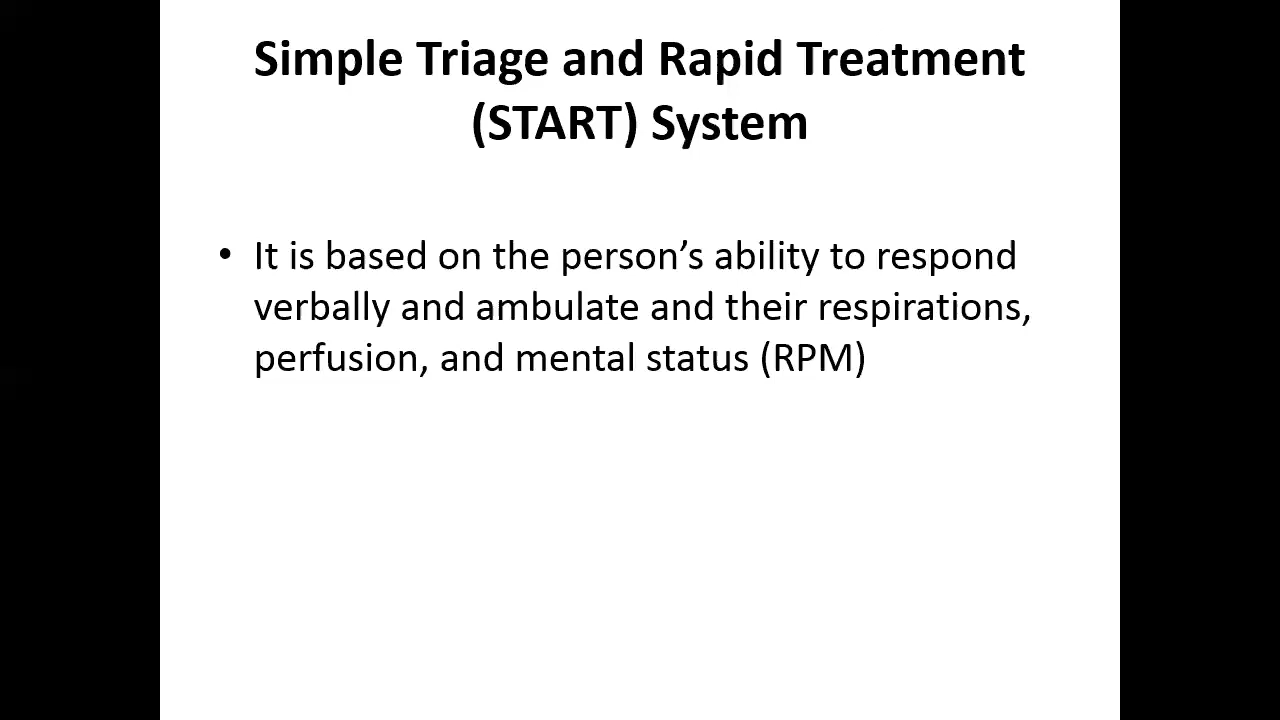 Simple Triage and Rapid Treatment
(START) System
• It is based on the person’s ability to respond
verbally and ambulate and their respirations,
perfusion, and mental status (RPM)